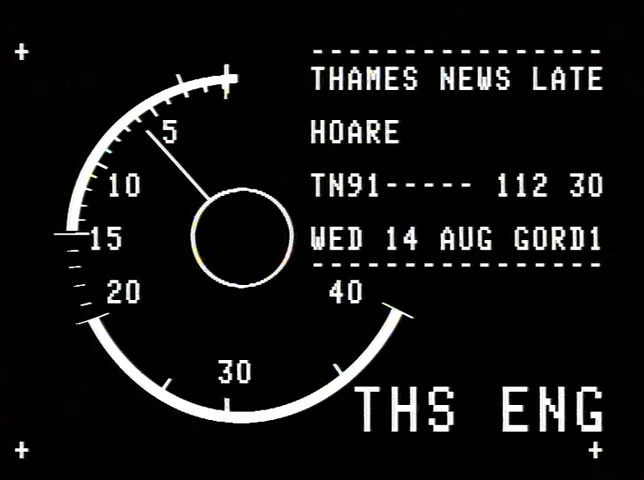 THAMES NEWS LATE
HOARE
TN91----- 112 30
WED 14 AUG GORD1
5
10
15
20
30
40
THS ENG